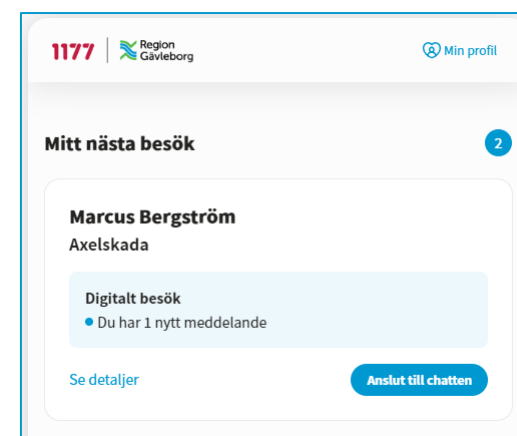 1177 Region
Gävleborg
Min profil
Mitt nästa besök
2
Marcus Bergström
Axelskada
Digitalt besök
Du har 1 nytt meddelande
Se detaljer
Anslut till chatten